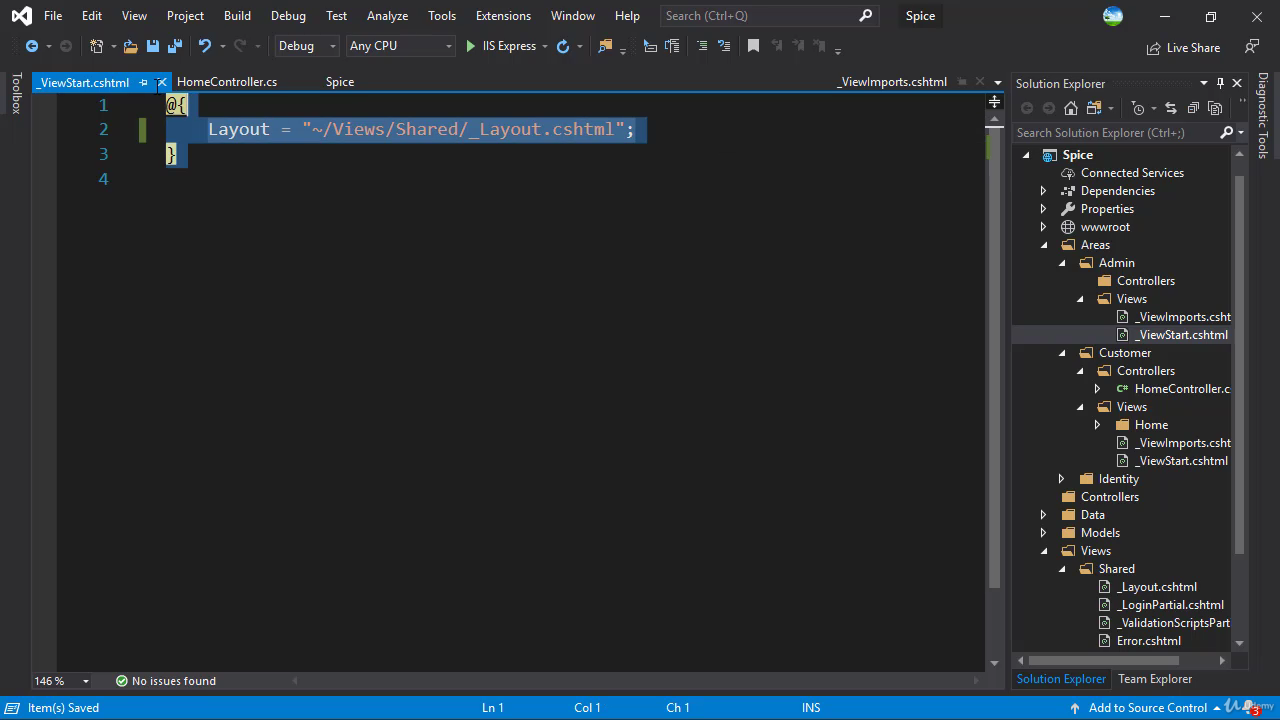 File Edit View Project Build Debug Test Analyze Tools Extensions Window Help Search (Ctrl+Q) Spice
Debug Any CPU IIS Express Live Share
Toolbox
_ViewStart.cshtml HomeController.cs Spice _ViewImports.cshtml
1 @{
2 Layout = "~/Views/Shared/_Layout.cshtml";
3 }
4
Solution Explorer
Search Solution Explorer (Ctrl+;)
Spice
Connected Services
Dependencies
Properties
wwwroot
Areas
Admin
Controllers
Views
_ViewImports.csht
_ViewStart.cshtml
Customer
Controllers
C# HomeController.c
Views
Home
_ViewImports.csht
_ViewStart.cshtml
Identity
Controllers
Data
Models
Views
Shared
_Layout.cshtml
_LoginPartial.cshtml
_ValidationScriptsPart
Error.cshtml
Solution Explorer Team Explorer
Diagnostic Tools
146 % No issues found
Item(s) Saved Ln 1 Col 1 Ch 1 INS Add to Source Control 3
Udemy